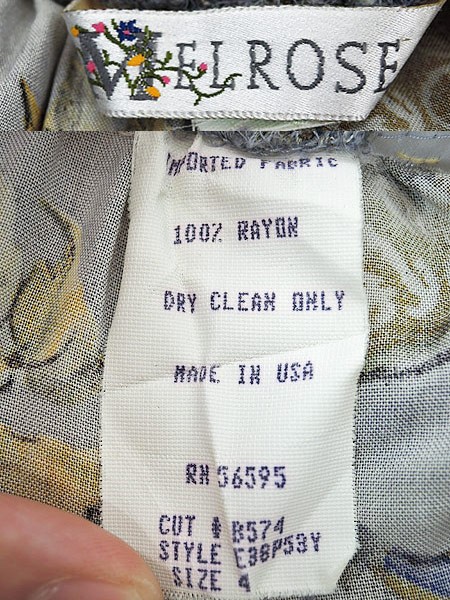 MELROSE
IMPORTED FABRIC
100% RAYON
DRY CLEAN ONLY
MADE IN USA
RN 56595
CUT # B574
STYLE E38P53Y
SIZE 4